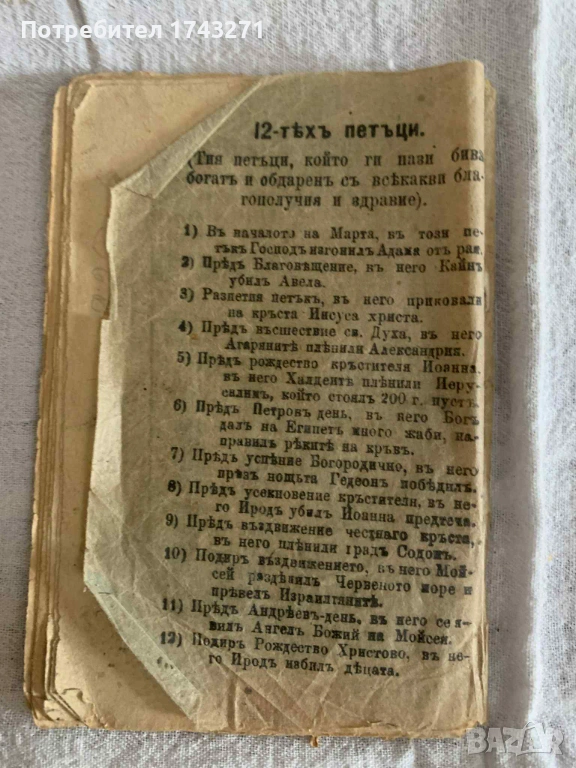 Потребител 1743271
12-тѣхъ петъци.
(Тия петъци, който ги пази бива
богатъ и обдаренъ съ всѣкакви бла-
гополучия и здравие).
1) Въ началото на Марта, въ този пе-
тъкъ Господъ изгонилъ Адама отъ рая.
2) Прѣдъ Благовѣщение, въ него Каинъ
убилъ Авела.
3) Разпетия петъкъ, въ него приковали
на кръста Иисуса христа.
4) Прѣдъ възшествие св. Духа, въ него
Агарянитѣ плѣнили Александрия.
5) Прѣдъ рождество кръстителя Иоанна.
въ него Халдеитѣ плѣнили Иеру-
салимъ, който стоялъ 200 г. пустъ.
6) Прѣдъ Петровъ день, въ него Богъ
далъ на Египетъ много жаби, на-
правилъ рѣкитѣ на кръвъ.
7) Прѣдъ успѣние Богородично, въ него
прѣзъ нощьта Гедеонъ побѣдилъ.
8) Прѣдъ усекновение кръстителя, въ не-
го Иродъ убилъ Иоанна предтеча.
9) Прѣдъ въздвижение честнаго кръста,
въ него плѣнили градъ Содомъ.
10) Подиръ въздвижението, въ него Мой-
сей раздѣлилъ Червеното море и
прѣвелъ Израилтянитѣ.
11) Прѣдъ Андрѣевъ-день, въ него се я-
вилъ Ангелъ Божий на Мойсея.
12) Подиръ Рождество Христово, въ не-
го Иродъ избилъ дѣцата.
BAZAR